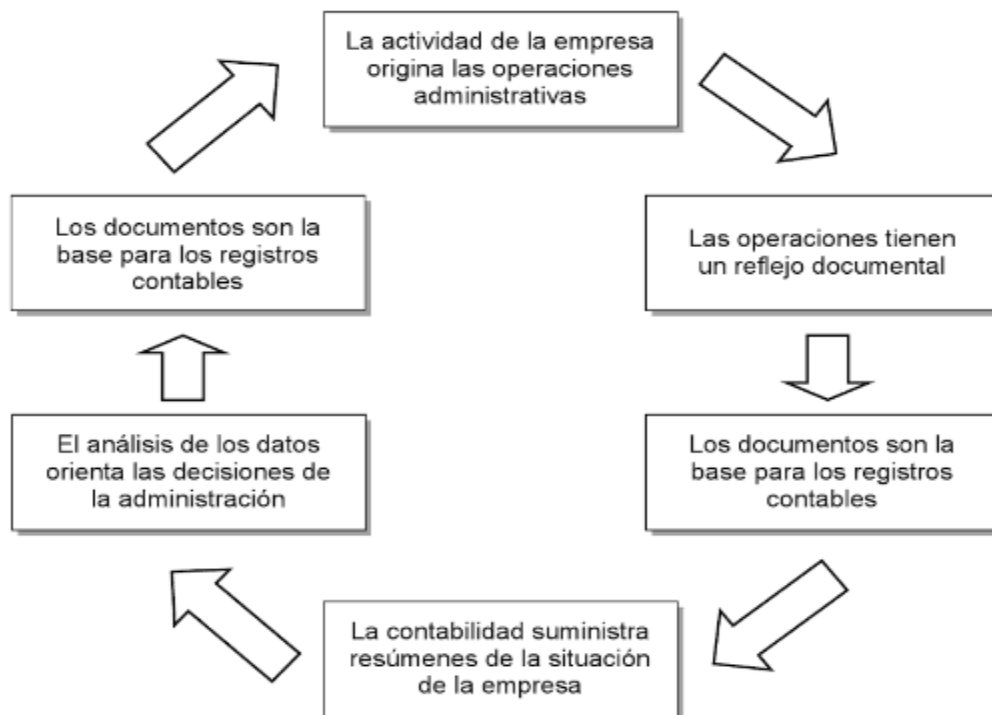 La actividad de la empresa
origina las operaciones
administrativas
Las operaciones tienen
un reflejo documental
Los documentos son la
base para los registros
contables
La contabilidad suministra
resúmenes de la situación
de la empresa
El análisis de los datos
orienta las decisiones de
la administración
Los documentos son la
base para los registros
contables